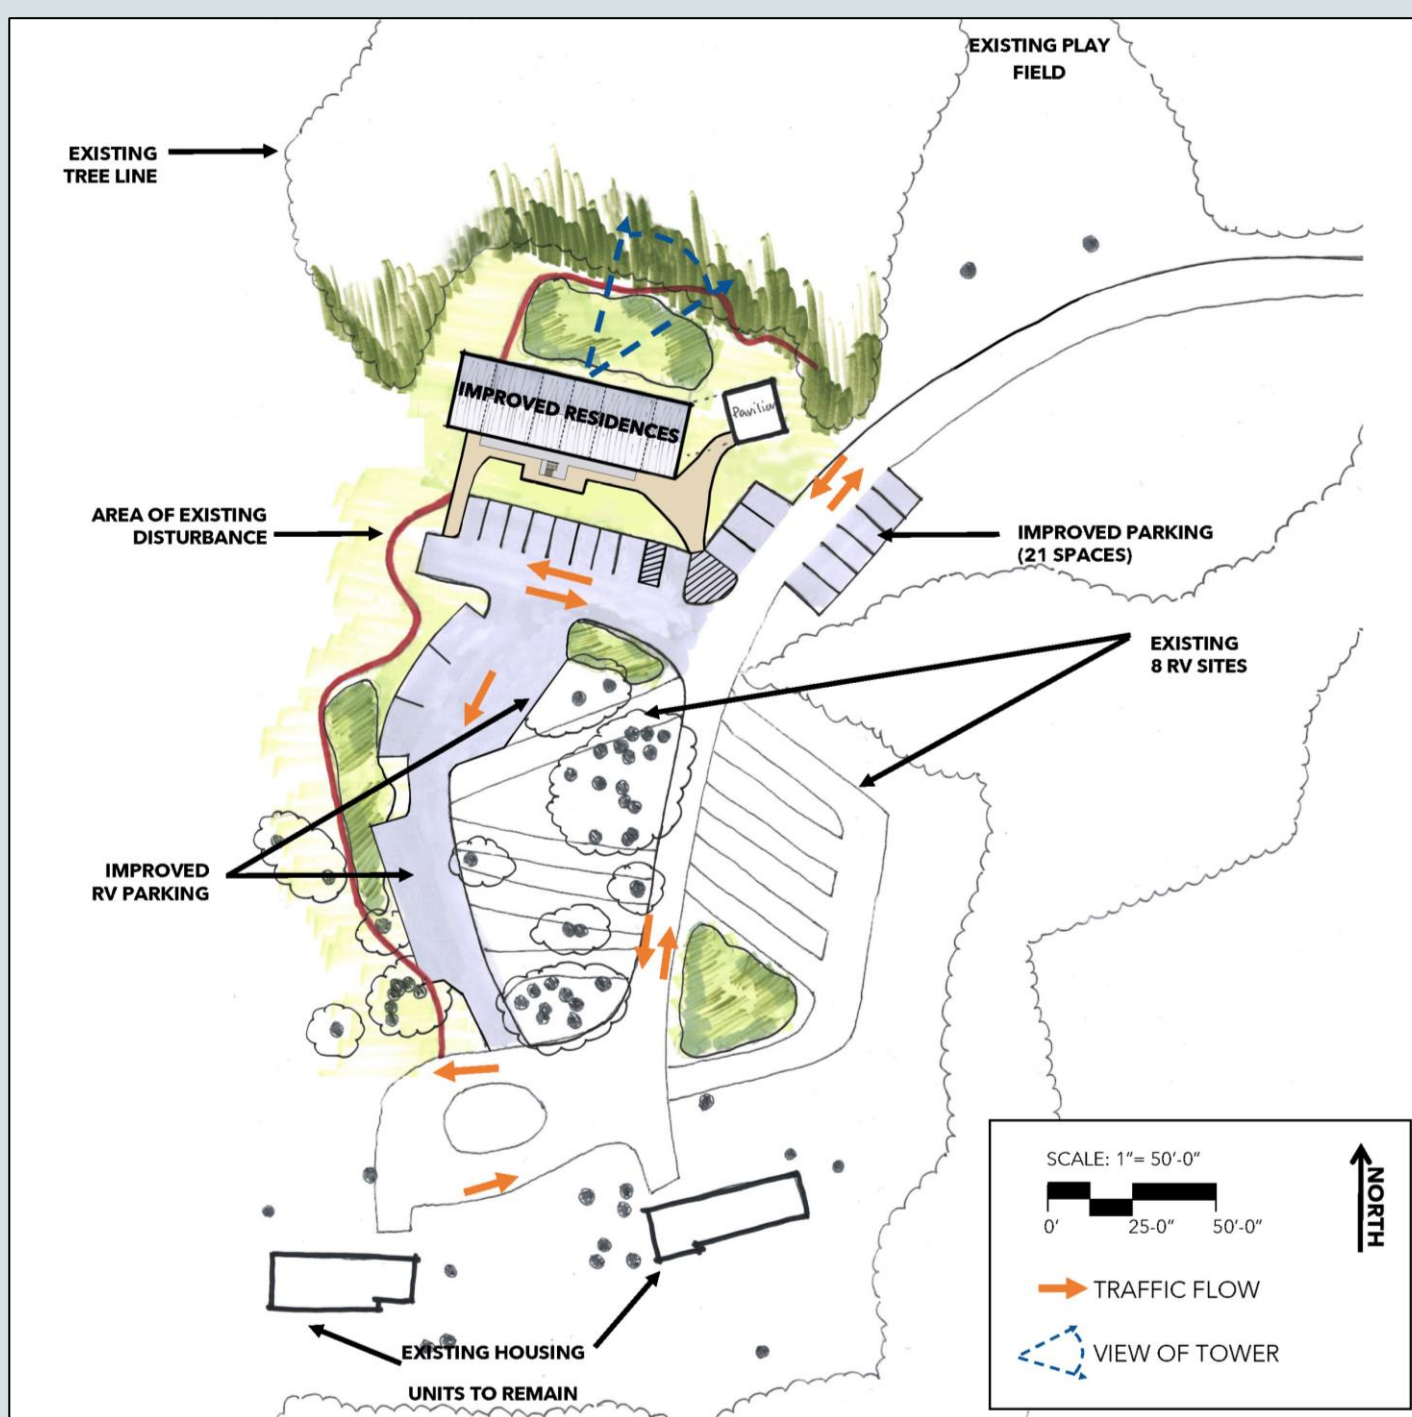 EXISTING PLAY
FIELD
EXISTING
TREE LINE
IMPROVED RESIDENCES
Pavilion
AREA OF EXISTING
DISTURBANCE
IMPROVED PARKING
(21 SPACES)
EXISTING
8 RV SITES
IMPROVED
RV PARKING
EXISTING HOUSING
UNITS TO REMAIN
SCALE: 1"= 50'-0"
0'
25-0"
50'-0"
NORTH
TRAFFIC FLOW
VIEW OF TOWER